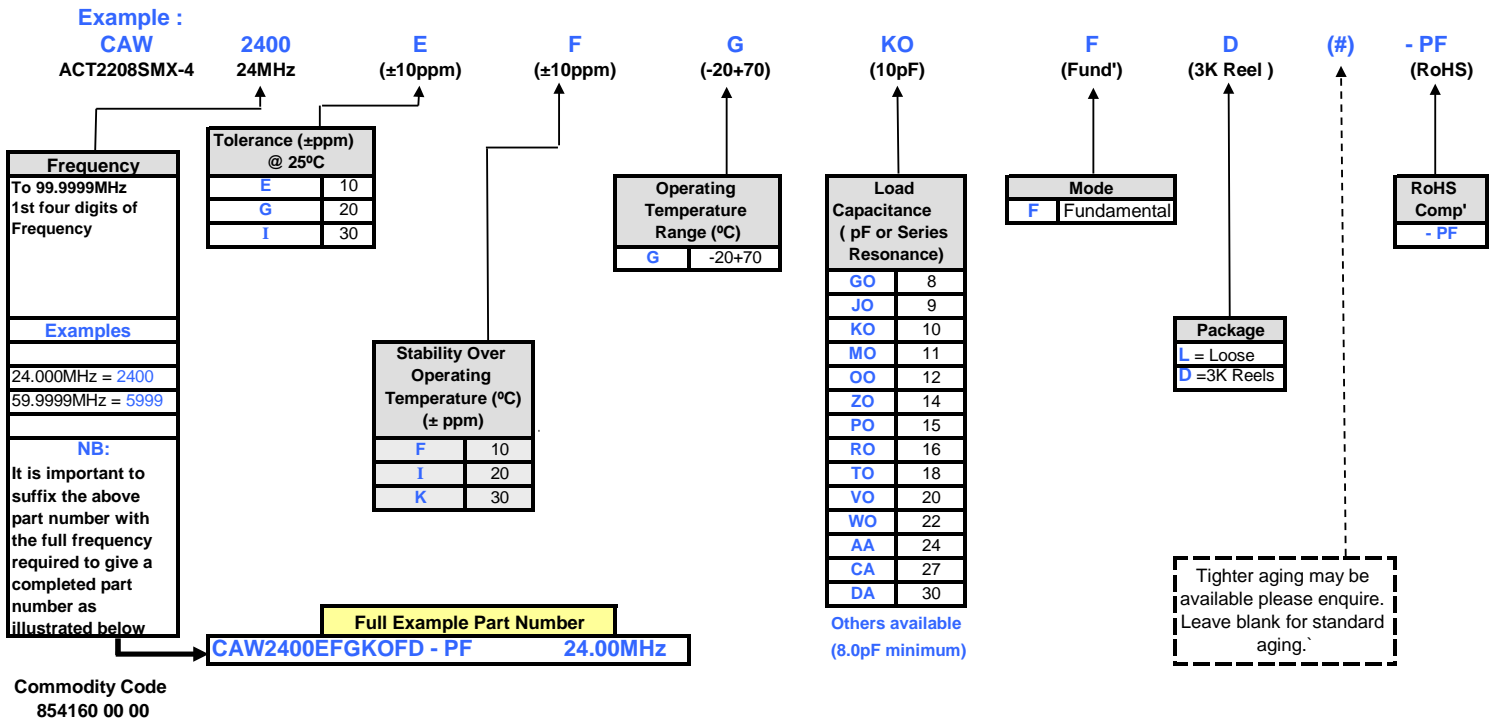 Example :
CAW 2400 E F G KO F D (#) - PF
ACT2208SMX-4 24MHz (±10ppm) (±10ppm) (-20+70) (10pF) (Fund') (3K Reel ) (RoHS)
Frequency
To 99.9999MHz
1st four digits of
Frequency
Examples
24.000MHz = 2400
59.9999MHz = 5999
NB:
It is important to
suffix the above
part number with
the full frequency
required to give a
completed part
number as
illustrated below
Tolerance (±ppm)
@ 25ºC
E 10
G 20
I 30
Stability Over
Operating
Temperature (ºC)
(± ppm)
F 10
I 20
K 30
Operating
Temperature
Range (ºC)
G -20+70
Load
Capacitance
( pF or Series
Resonance)
GO 8
JO 9
KO 10
MO 11
OO 12
ZO 14
PO 15
RO 16
TO 18
VO 20
WO 22
AA 24
CA 27
DA 30
Others available
(8.0pF minimum)
Mode
F Fundamental
Package
L = Loose
D =3K Reels
RoHS
Comp'
- PF
Tighter aging may be
available please enquire.
Leave blank for standard
aging.`
Full Example Part Number
CAW2400EFGKOFD - PF 24.00MHz
Commodity Code
854160 00 00